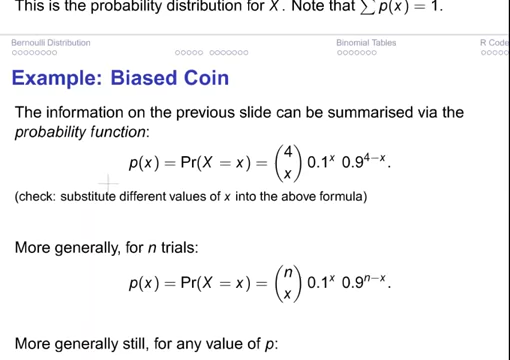 This is the probability distribution for X. Note that ∑ p(x) = 1.
Bernoulli Distribution Binomial Tables R Code
Example: Biased Coin
The information on the previous slide can be summarised via the
probability function:
p(x) = Pr(X = x) = (4 x) 0.1^x 0.9^{4−x}.
(check: substitute different values of x into the above formula)
More generally, for n trials:
p(x) = Pr(X = x) = (n x) 0.1^x 0.9^{n−x}.
More generally still, for any value of p: